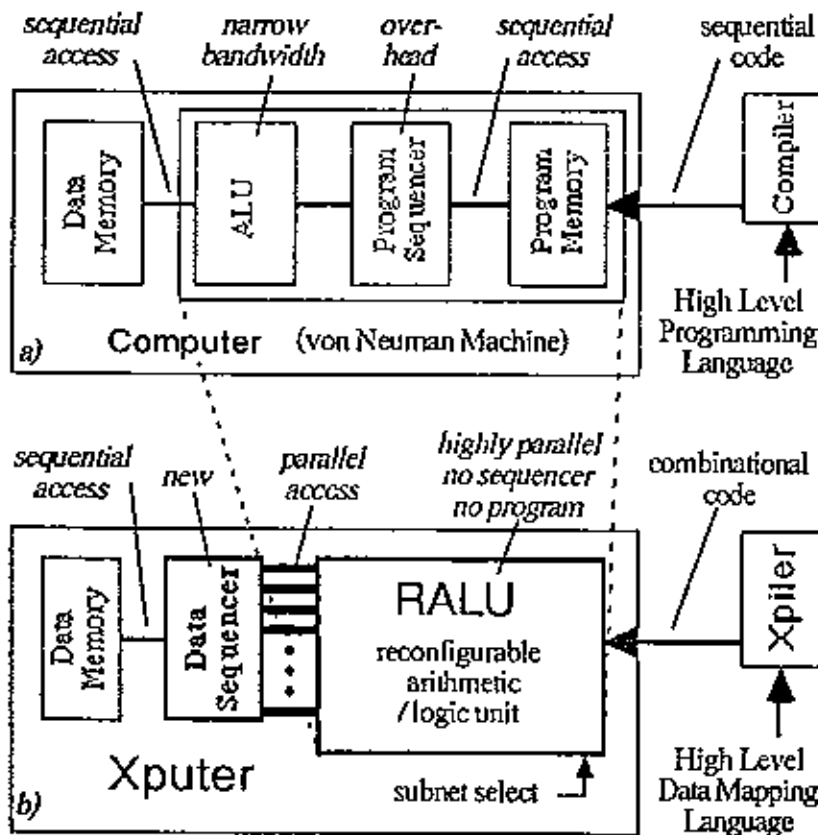 sequential
access
narrow
bandwidth
over-
head
sequential
access
sequential
code
Data
Memory
ALU
Program
Sequencer
Program
Memory
Compiler
a)
Computer (von Neuman Machine)
High Level
Programming
Language
sequential
access
new
parallel
access
highly parallel
no sequencer
no program
combinational
code
Data
Memory
Data
Sequencer
RALU
reconfigurable
arithmetic
/logic unit
Xpiler
b)
Xputer
subnet select
High Level
Data Mapping
Language